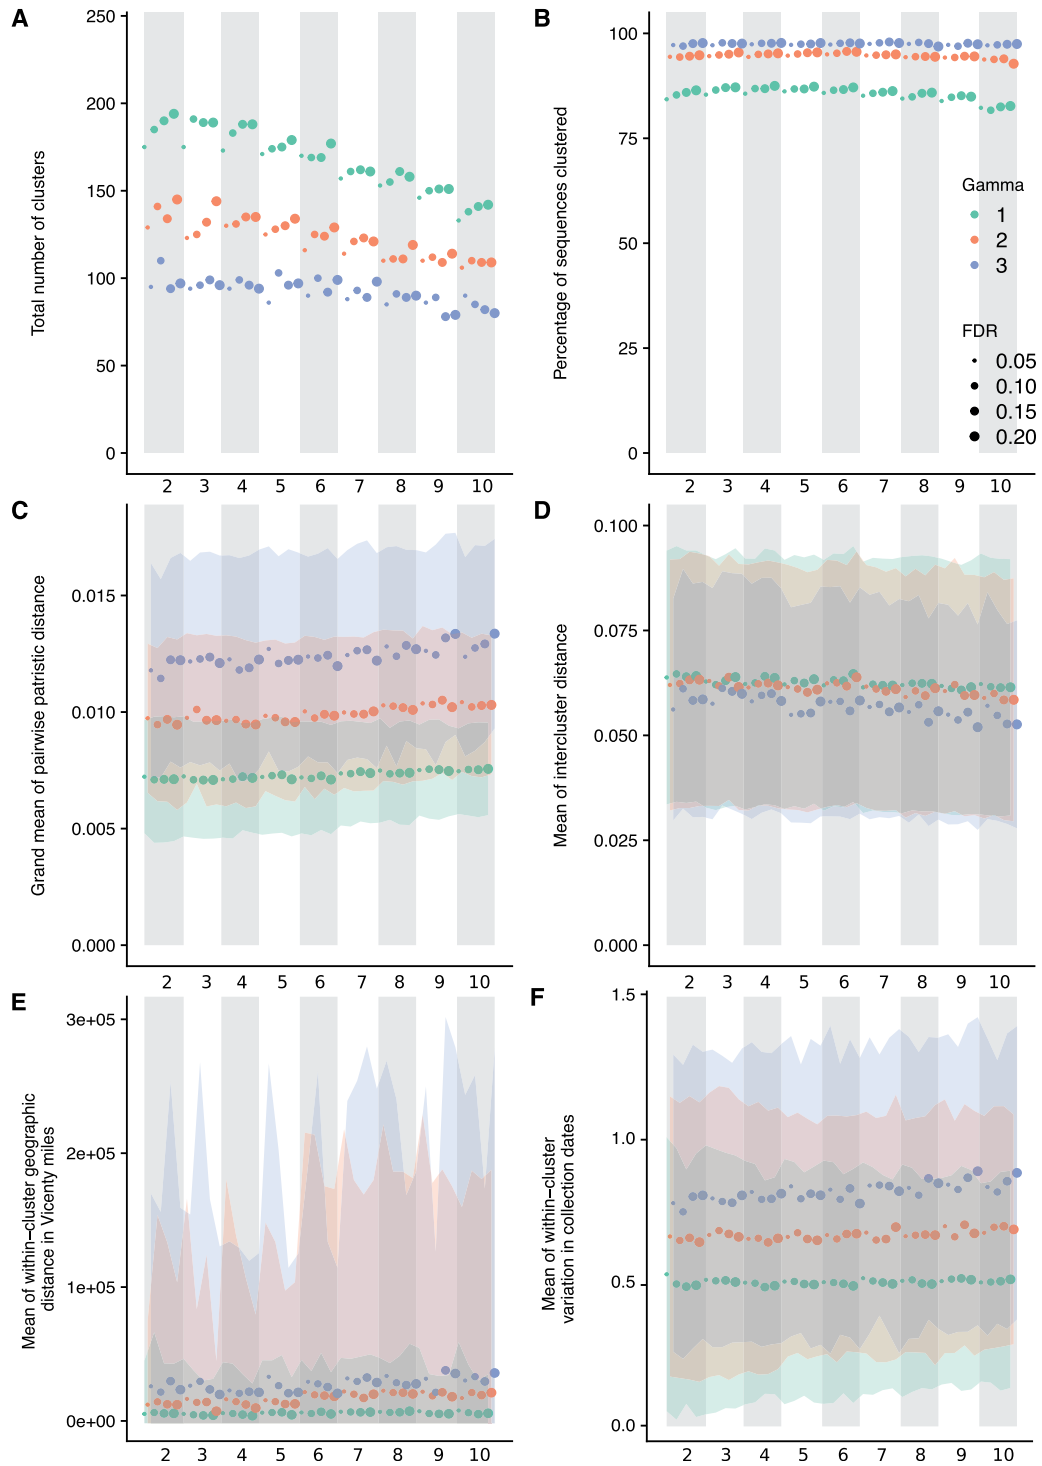 A
Total number of clusters
250
200
150
100
50
0
2 3 4 5 6 7 8 9 10
B
Percentage of sequences clustered
100
75
50
25
0
2 3 4 5 6 7 8 9 10
Gamma
1
2
3
FDR
0.05
0.10
0.15
0.20
C
Grand mean of pairwise patristic distance
0.015
0.010
0.005
0.000
2 3 4 5 6 7 8 9 10
D
Mean of intercluster distance
0.100
0.075
0.050
0.025
0.000
2 3 4 5 6 7 8 9 10
E
Mean of within−cluster geographic
distance in Vicenty miles
3e+05
2e+05
1e+05
0e+00
2 3 4 5 6 7 8 9 10
F
Mean of within−cluster
variation in collection dates
1.5
1.0
0.5
0.0
2 3 4 5 6 7 8 9 10